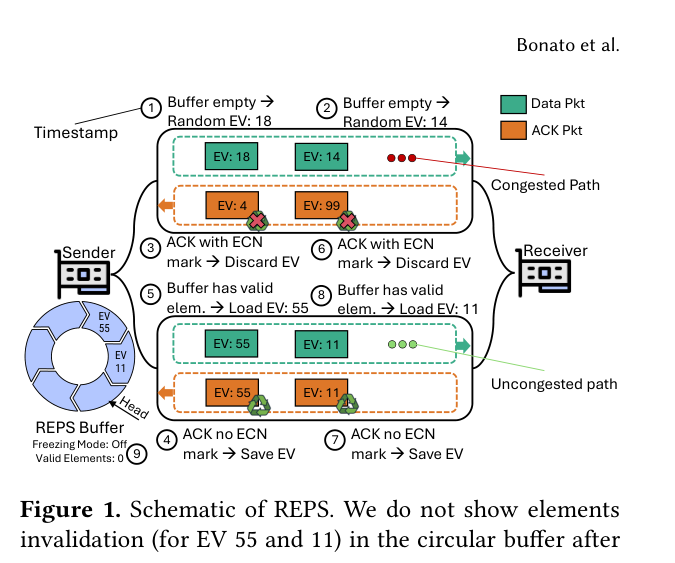 Bonato et al.
1 Buffer empty →
Random EV: 18
2 Buffer empty →
Random EV: 14
Data Pkt
ACK Pkt
Timestamp
EV: 18
EV: 14
Congested Path
EV: 4
EV: 99
3 ACK with ECN
mark → Discard EV
6 ACK with ECN
mark → Discard EV
Sender
Receiver
5 Buffer has valid
elem. → Load EV: 55
8 Buffer has valid
elem. → Load EV: 11
EV
55
EV
11
EV: 55
EV: 11
Uncongested path
EV: 55
EV: 11
Head
REPS Buffer
Freezing Mode: Off
Valid Elements: 0 9
4 ACK no ECN
mark → Save EV
7 ACK no ECN
mark → Save EV
Figure 1. Schematic of REPS. We do not show elements
invalidation (for EV 55 and 11) in the circular buffer after